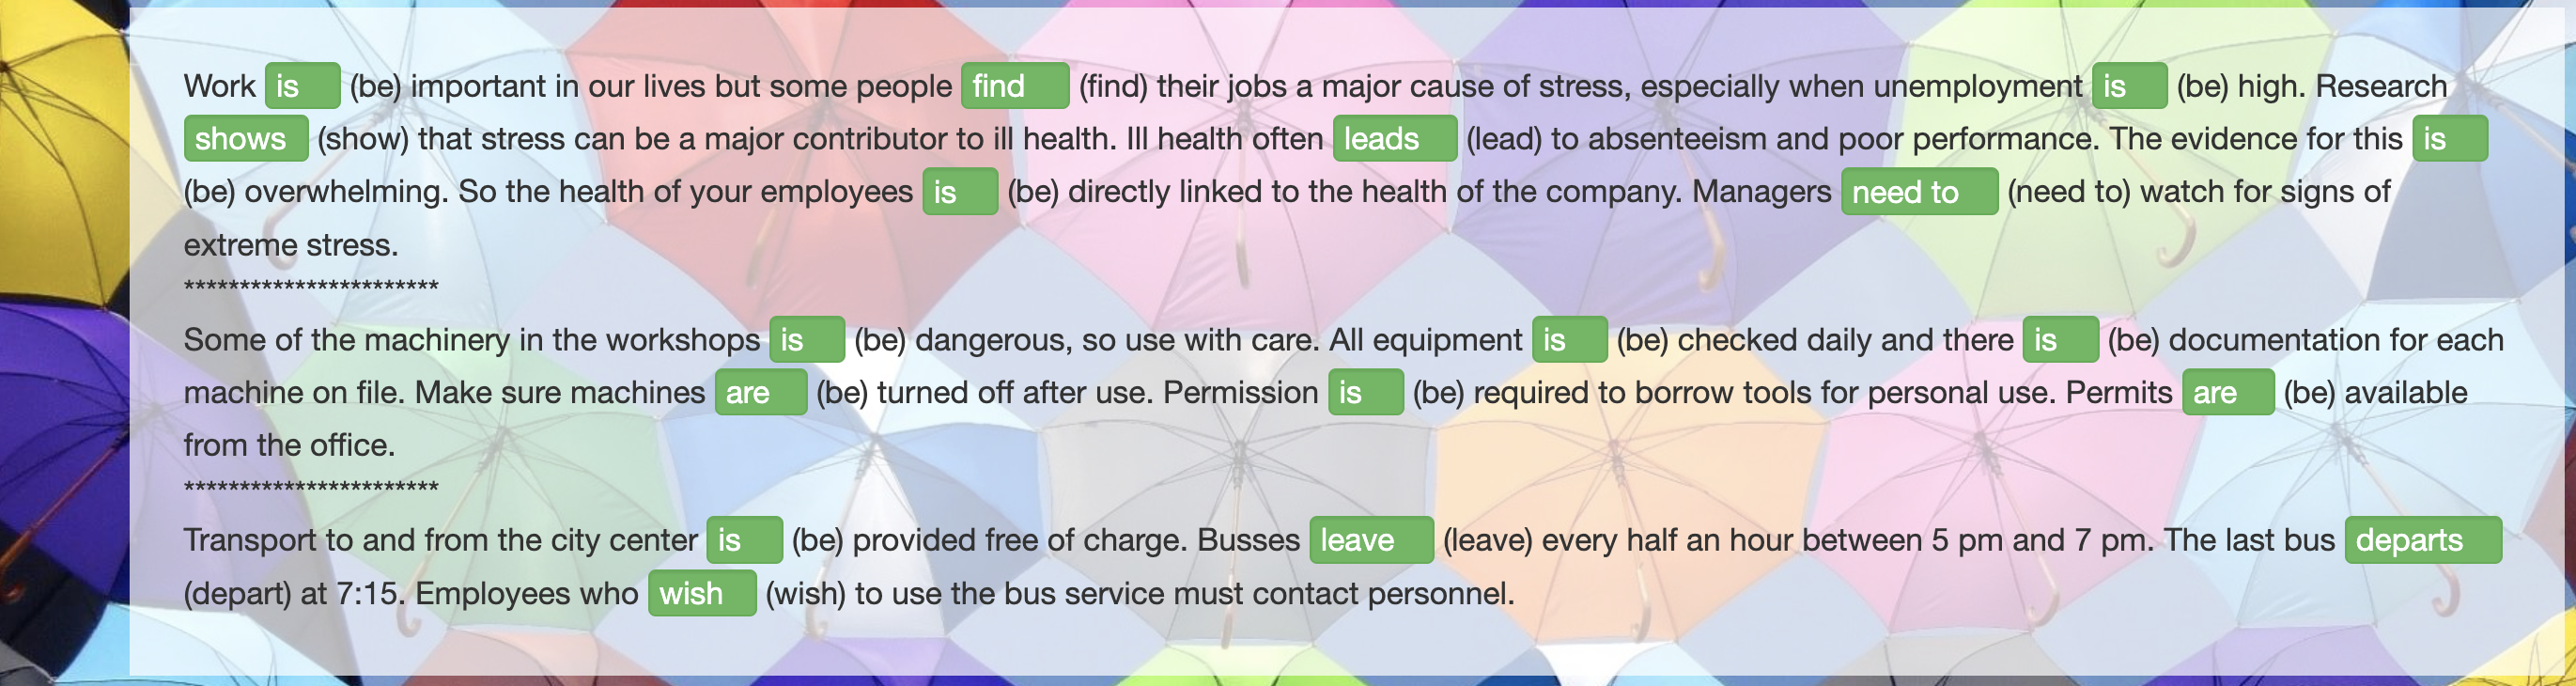 Work is (be) important in our lives but some people find (find) their jobs a major cause of stress, especially when unemployment is (be) high. Research
shows (show) that stress can be a major contributor to ill health. Ill health often leads (lead) to absenteeism and poor performance. The evidence for this is
(be) overwhelming. So the health of your employees is (be) directly linked to the health of the company. Managers need to (need to) watch for signs of
extreme stress.
***********************
Some of the machinery in the workshops is (be) dangerous, so use with care. All equipment is (be) checked daily and there is (be) documentation for each
machine on file. Make sure machines are (be) turned off after use. Permission is (be) required to borrow tools for personal use. Permits are (be) available
from the office.
***********************
Transport to and from the city center is (be) provided free of charge. Busses leave (leave) every half an hour between 5 pm and 7 pm. The last bus departs
(depart) at 7:15. Employees who wish (wish) to use the bus service must contact personnel.